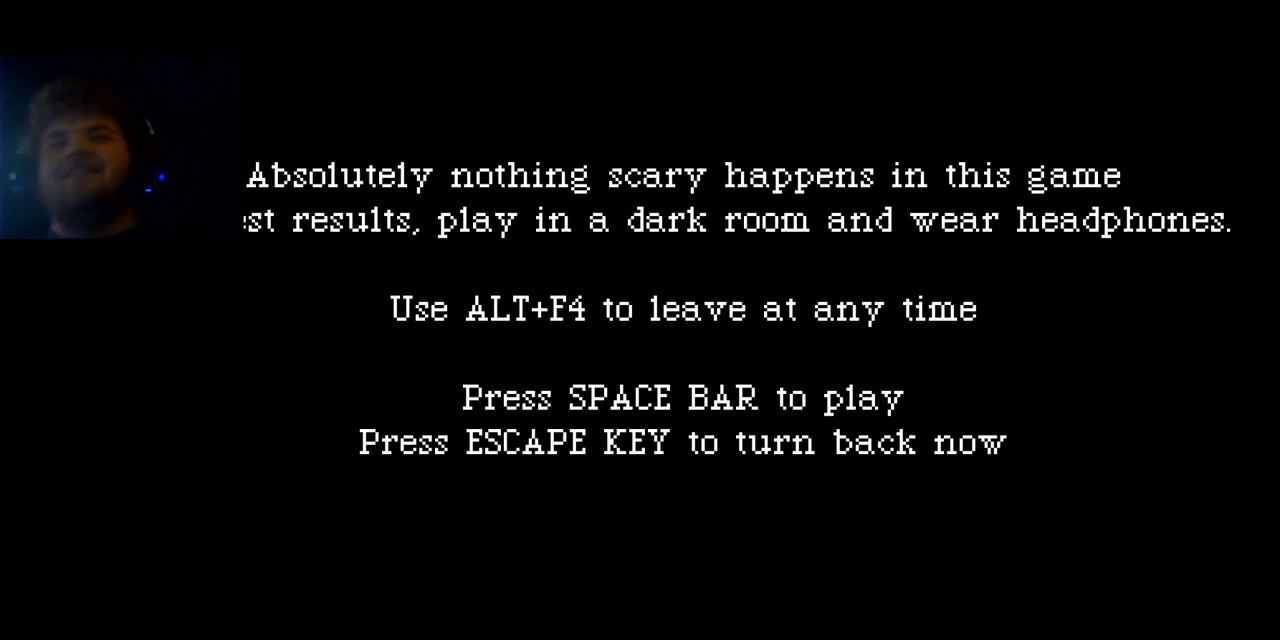 Absolutely nothing scary happens in this game
results, play in a dark room and wear headphones.
Use ALT+F4 to leave at any time
Press SPACE BAR to play
Press ESCAPE KEY to turn back now